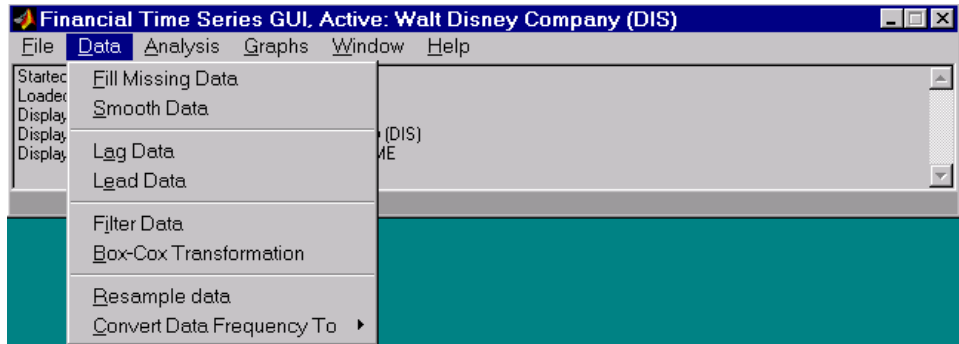 Financial Time Series GUI, Active: Walt Disney Company (DIS)
File Data Analysis Graphs Window Help
Fill Missing Data
Smooth Data
(DIS)
Lag Data
Lead Data
Filter Data
Box-Cox Transformation
Resample data
Convert Data Frequency To